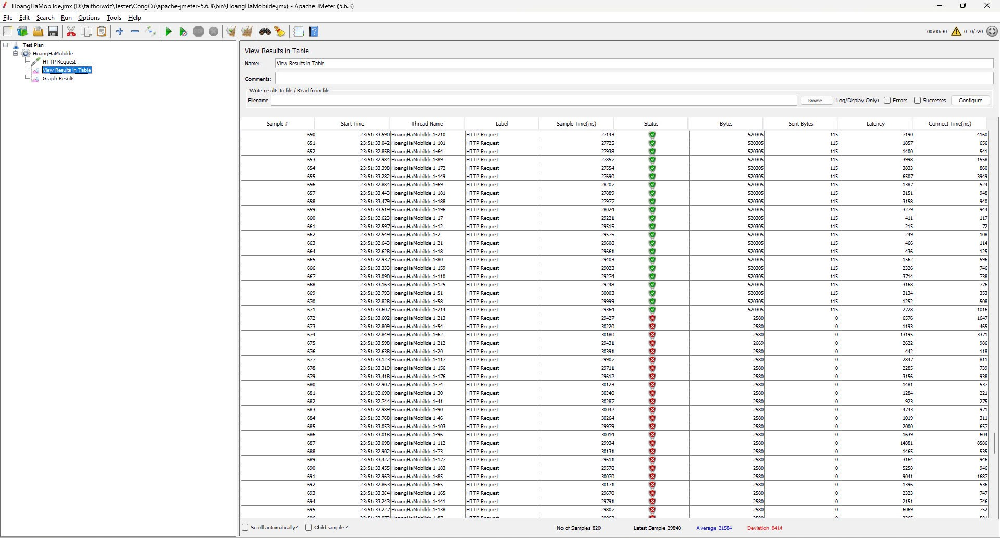 HoangHaMobilde.jmx (D:\taifhoiwdz\Tester\CongCu\apache-jmeter-5.6.3\bin\HoangHaMobilde.jmx) - Apache JMeter (5.6.3)
File Edit Search Run Options Tools Help
00:00:30 0 0/220
Test Plan
HoangHaMobilde
HTTP Request
View Results in Table
Graph Results
View Results in Table
Name: View Results in Table
Comments:
Write results to file / Read from file
Filename Browse... Log/Display Only: Errors Successes Configure
Sample # Start Time Thread Name Label Sample Time(ms) Status Bytes Sent Bytes Latency Connect Time(ms)
650 23:51:33.590 HoangHaMobilde 1-210 HTTP Request 27143 520305 115 7190 4160
651 23:51:33.042 HoangHaMobilde 1-101 HTTP Request 27725 520305 115 1857 656
652 23:51:32.858 HoangHaMobilde 1-64 HTTP Request 27938 520305 115 1400 541
653 23:51:32.984 HoangHaMobilde 1-89 HTTP Request 27857 520305 115 3998 1558
654 23:51:33.398 HoangHaMobilde 1-172 HTTP Request 27554 520305 115 3833 860
655 23:51:33.282 HoangHaMobilde 1-149 HTTP Request 27690 520305 115 6507 3949
656 23:51:32.884 HoangHaMobilde 1-69 HTTP Request 28207 520305 115 1387 524
657 23:51:33.443 HoangHaMobilde 1-181 HTTP Request 27889 520305 115 3151 948
658 23:51:33.479 HoangHaMobilde 1-188 HTTP Request 27977 520305 115 3158 940
659 23:51:33.519 HoangHaMobilde 1-196 HTTP Request 28024 520305 115 3279 944
660 23:51:32.623 HoangHaMobilde 1-17 HTTP Request 29221 520305 115 411 117
661 23:51:32.597 HoangHaMobilde 1-12 HTTP Request 29515 520305 115 215 72
662 23:51:32.549 HoangHaMobilde 1-2 HTTP Request 29575 520305 115 249 108
663 23:51:32.643 HoangHaMobilde 1-21 HTTP Request 29608 520305 115 466 114
664 23:51:32.628 HoangHaMobilde 1-18 HTTP Request 29661 520305 115 436 125
665 23:51:32.937 HoangHaMobilde 1-80 HTTP Request 29403 520305 115 1562 596
666 23:51:33.333 HoangHaMobilde 1-159 HTTP Request 29023 520305 115 2326 746
667 23:51:33.090 HoangHaMobilde 1-110 HTTP Request 29274 520305 115 3714 738
668 23:51:33.163 HoangHaMobilde 1-125 HTTP Request 29248 520305 115 3168 776
669 23:51:32.793 HoangHaMobilde 1-51 HTTP Request 30003 520305 115 3134 353
670 23:51:32.828 HoangHaMobilde 1-58 HTTP Request 29999 520305 115 1252 508
671 23:51:33.607 HoangHaMobilde 1-214 HTTP Request 29364 520305 115 2728 1016
672 23:51:33.602 HoangHaMobilde 1-213 HTTP Request 29427 2580 0 6576 1647
673 23:51:32.809 HoangHaMobilde 1-54 HTTP Request 30220 2580 0 1193 465
674 23:51:32.849 HoangHaMobilde 1-62 HTTP Request 30180 2580 0 13195 3371
675 23:51:33.598 HoangHaMobilde 1-212 HTTP Request 29431 2669 0 2622 986
676 23:51:32.638 HoangHaMobilde 1-20 HTTP Request 30391 2580 0 442 118
677 23:51:33.123 HoangHaMobilde 1-117 HTTP Request 29907 2580 0 2847 811
678 23:51:33.319 HoangHaMobilde 1-156 HTTP Request 29711 2580 0 2285 739
679 23:51:33.418 HoangHaMobilde 1-176 HTTP Request 29612 2580 0 3156 938
680 23:51:32.907 HoangHaMobilde 1-74 HTTP Request 30123 2580 0 1481 537
681 23:51:32.690 HoangHaMobilde 1-30 HTTP Request 30340 2580 0 1284 221
682 23:51:32.744 HoangHaMobilde 1-41 HTTP Request 30287 2580 0 923 275
683 23:51:32.989 HoangHaMobilde 1-90 HTTP Request 30042 2580 0 4743 971
684 23:51:32.768 HoangHaMobilde 1-46 HTTP Request 30264 2580 0 1019 311
685 23:51:33.053 HoangHaMobilde 1-103 HTTP Request 29979 2580 0 2000 657
686 23:51:33.018 HoangHaMobilde 1-96 HTTP Request 30014 2580 0 1639 604
687 23:51:33.098 HoangHaMobilde 1-112 HTTP Request 29934 2580 0 14881 8586
688 23:51:32.902 HoangHaMobilde 1-73 HTTP Request 30131 2580 0 1465 535
689 23:51:33.422 HoangHaMobilde 1-177 HTTP Request 29611 2580 0 3164 946
690 23:51:33.455 HoangHaMobilde 1-183 HTTP Request 29578 2580 0 5258 946
691 23:51:32.963 HoangHaMobilde 1-85 HTTP Request 30070 2580 0 9041 1687
692 23:51:32.863 HoangHaMobilde 1-65 HTTP Request 30171 2580 0 1396 536
693 23:51:33.364 HoangHaMobilde 1-165 HTTP Request 29670 2580 0 2323 747
694 23:51:33.243 HoangHaMobilde 1-141 HTTP Request 29791 2580 0 2151 746
695 23:51:33.227 HoangHaMobilde 1-138 HTTP Request 29807 2580 0 6069 752
Scroll automatically? Child samples? No of Samples 820 Latest Sample 29840 Average 21584 Deviation 8414